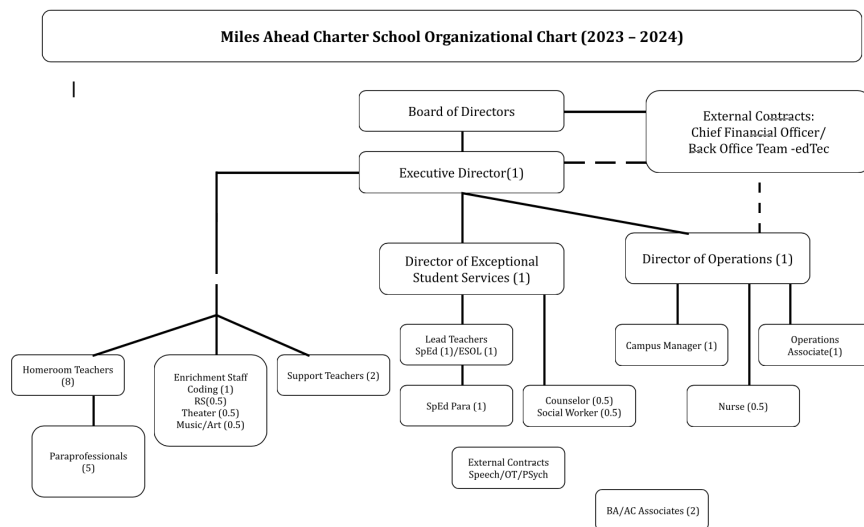 Miles Ahead Charter School Organizational Chart (2023 – 2024)
Board of Directors
External Contracts:
Chief Financial Officer/
Back Office Team -edTec
Executive Director(1)
Director of Exceptional
Student Services (1)
Director of Operations (1)
Lead Teachers
SpEd (1)/ESOL (1)
Campus Manager (1)
Operations
Associate(1)
Homeroom Teachers
(8)
Enrichment Staff
Coding (1)
RS(0.5)
Theater (0.5)
Music/Art (0.5)
Support Teachers (2)
SpEd Para (1)
Counselor (0.5)
Social Worker (0.5)
Nurse (0.5)
Paraprofessionals
(5)
External Contracts
Speech/OT/PSych
BA/AC Associates (2)